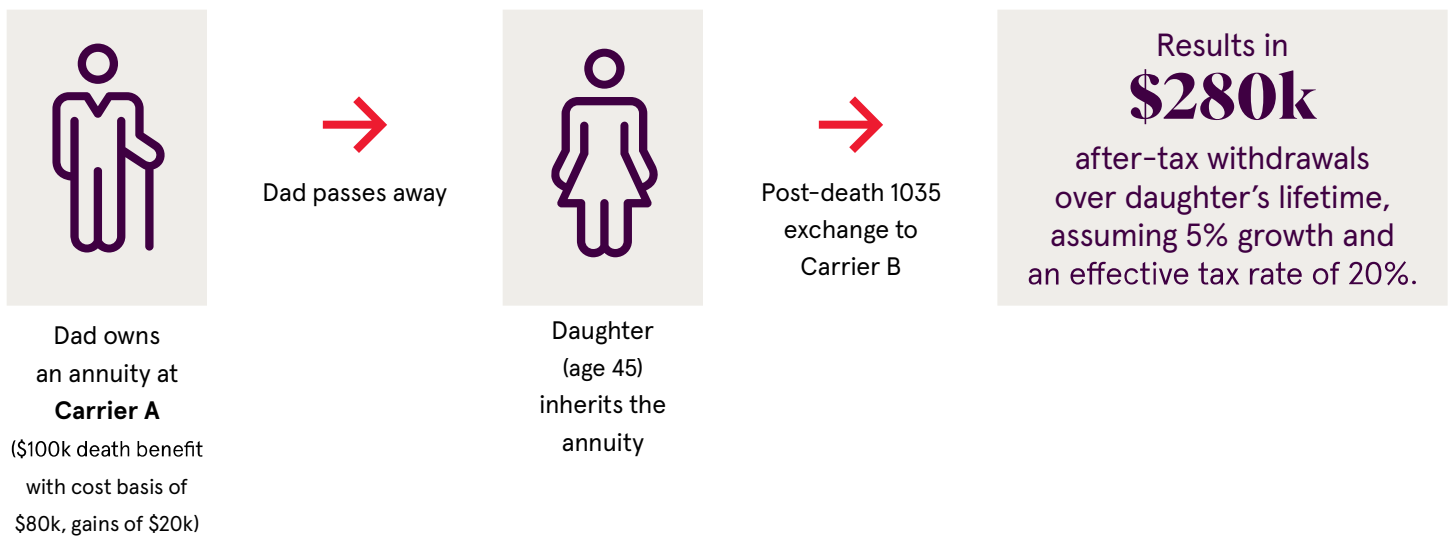 Dad owns
an annuity at
Carrier A
($100k death benefit
with cost basis of
$80k, gains of $20k)
Dad passes away
Daughter
(age 45)
inherits the
annuity
Post-death 1035
exchange to
Carrier B
Results in
$280k
after-tax withdrawals
over daughter’s lifetime,
assuming 5% growth and
an effective tax rate of 20%.